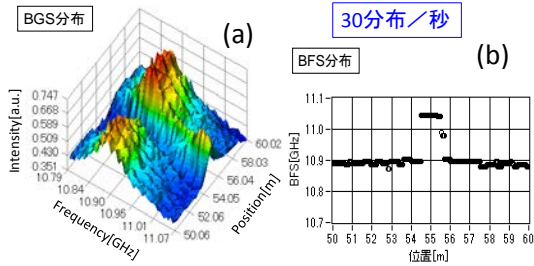 BGS分布
(a)
Intensity[a.u.]
0.747
0.668
0.589
0.509
0.430
0.351
10.79
10.84
10.90
10.95
11.01
11.07
Frequency[GHz]
60.02
58.03
56.04
54.05
52.06
50.06
Position[m]
30分布／秒
BFS分布
(b)
BFS[GHz]
11.1
11.0
10.9
10.8
10.7
50 51 52 53 54 55 56 57 58 59 60
位置[m]